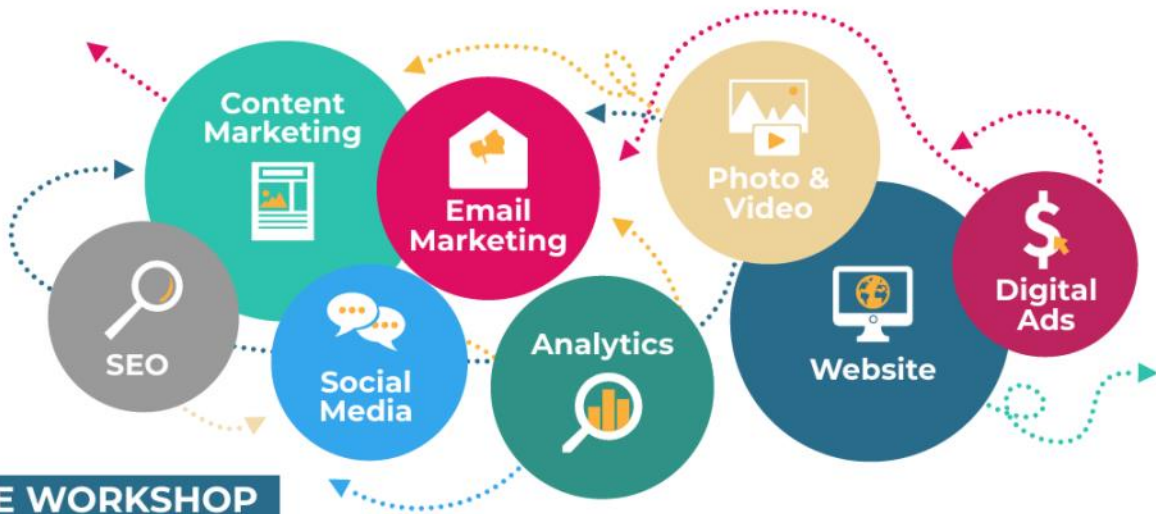 Content
Marketing
Email
Marketing
Photo &
Video
SEO
Social
Media
Analytics
Website
$
Digital
Ads
E WORKSHOP